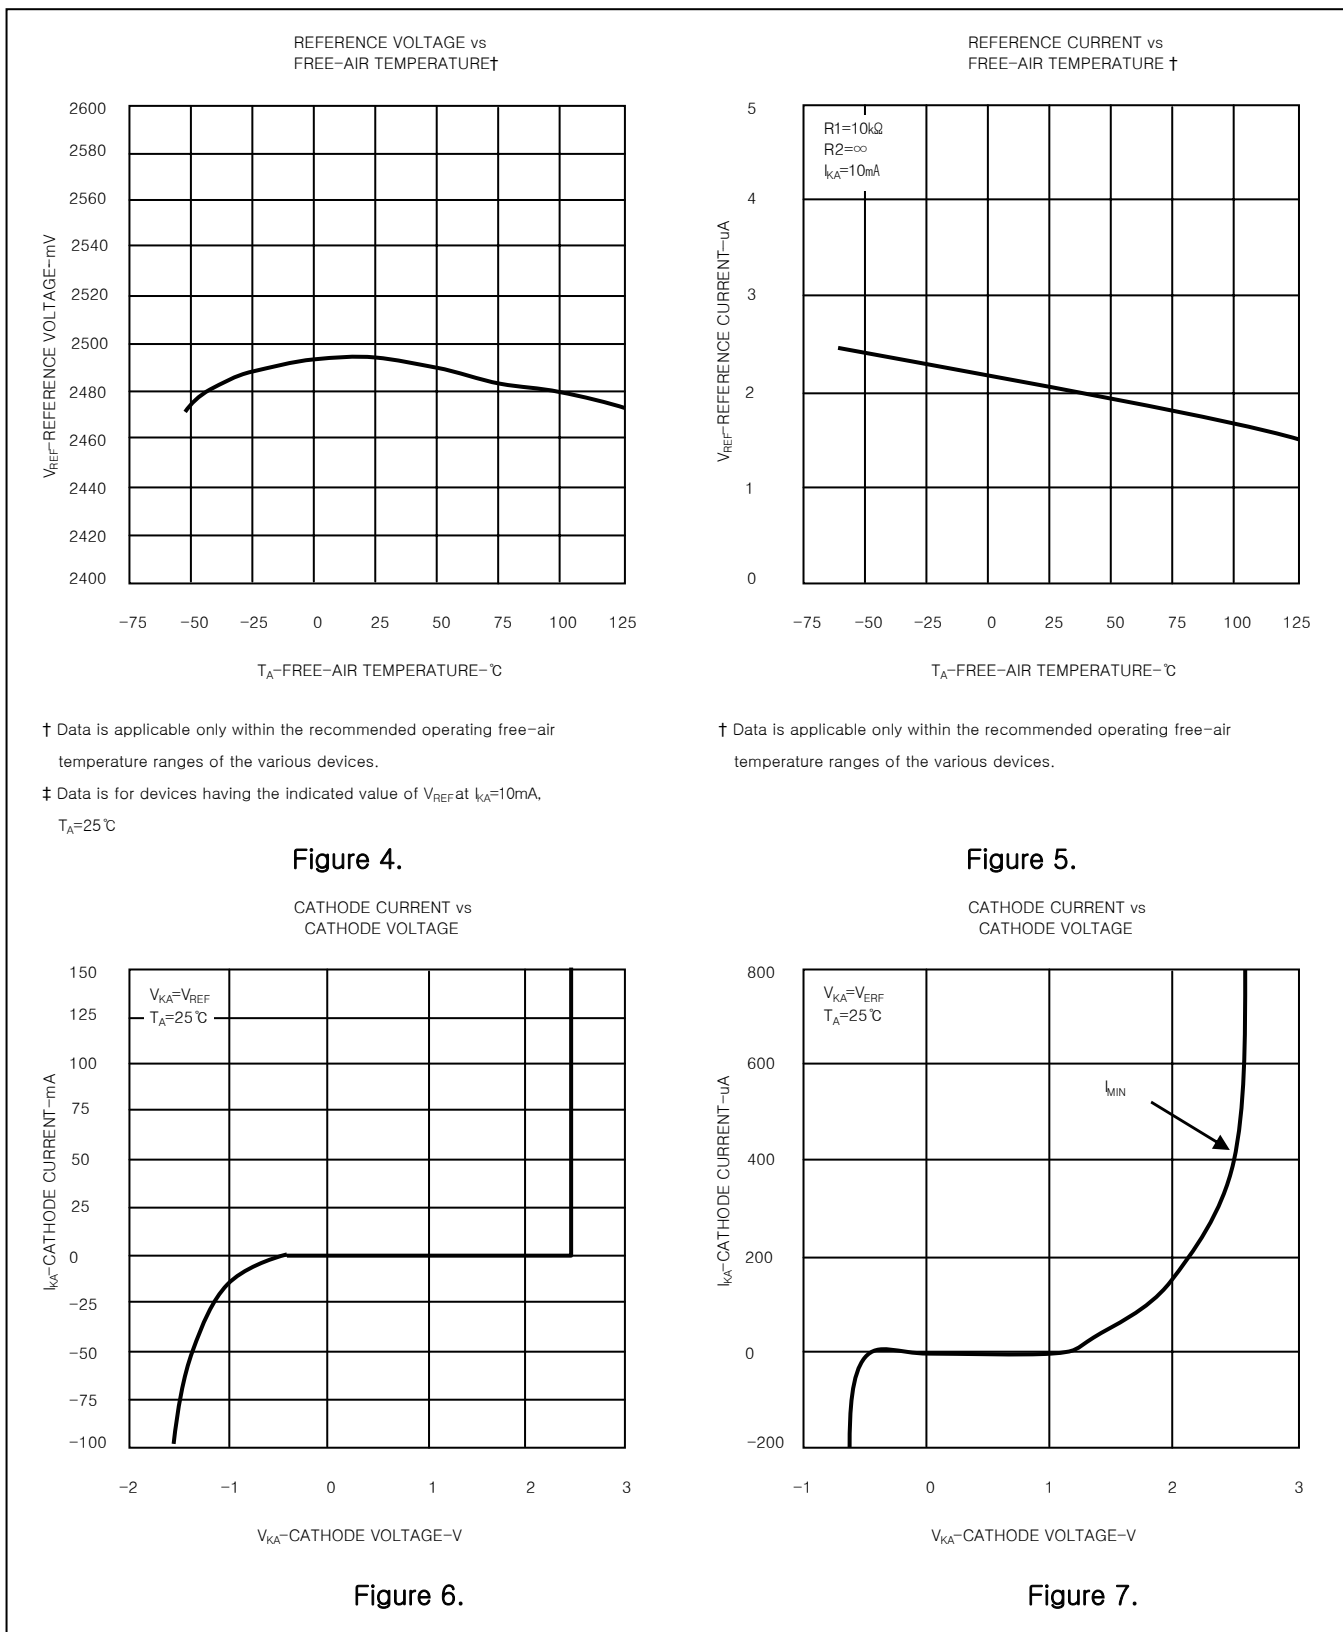 REFERENCE VOLTAGE vs
FREE-AIR TEMPERATURE†
2600
2580
2560
2540
2520
2500
2480
2460
2440
2420
2400
VREF-REFERENCE VOLTAGE-mV
-75 -50 -25 0 25 50 75 100 125
TA-FREE-AIR TEMPERATURE-℃
† Data is applicable only within the recommended operating free-air
temperature ranges of the various devices.
‡ Data is for devices having the indicated value of VREF at IKA=10mA,
TA=25℃
Figure 4.
REFERENCE CURRENT vs
FREE-AIR TEMPERATURE †
R1=10kΩ
R2=∞
IKA=10mA
5
4
3
2
1
0
VREF-REFERENCE CURRENT-uA
-75 -50 -25 0 25 50 75 100 125
TA-FREE-AIR TEMPERATURE-℃
† Data is applicable only within the recommended operating free-air
temperature ranges of the various devices.
Figure 5.
CATHODE CURRENT vs
CATHODE VOLTAGE
VKA=VREF
TA=25℃
150
125
100
75
50
25
0
-25
-50
-75
-100
IKA-CATHODE CURRENT-mA
-2 -1 0 1 2 3
VKA-CATHODE VOLTAGE-V
Figure 6.
CATHODE CURRENT vs
CATHODE VOLTAGE
VKA=VERF
TA=25℃
IMIN
800
600
400
200
0
-200
IKA-CATHODE CURRENT-uA
-1 0 1 2 3
VKA-CATHODE VOLTAGE-V
Figure 7.